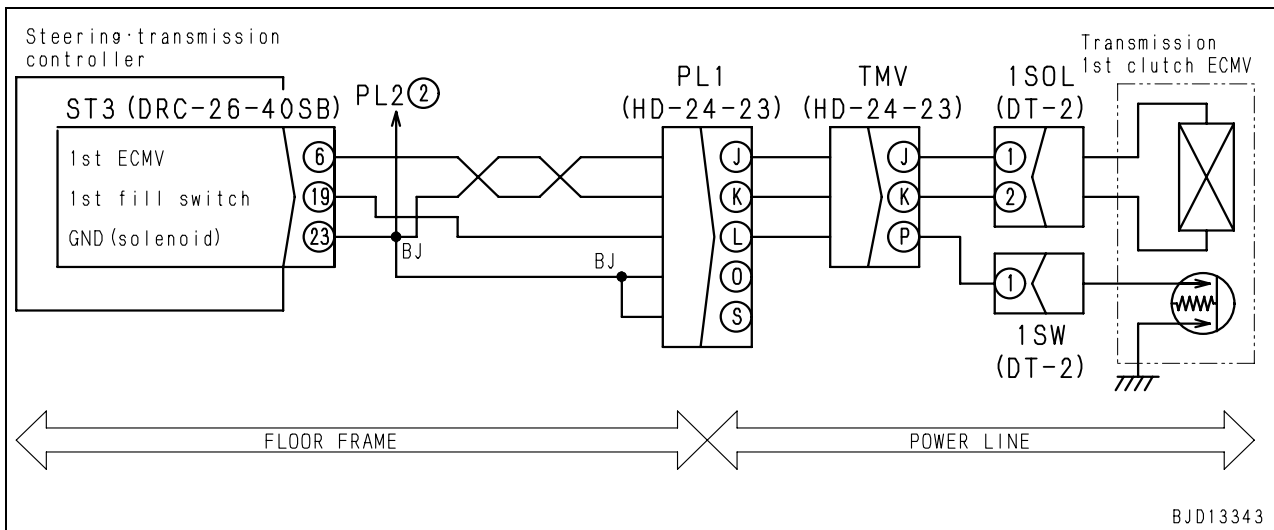 Steering·transmission
controller
ST3 (DRC-26-40SB)
1st ECMV
1st fill switch
GND (solenoid)
6
19
23
PL2 2
BJ
BJ
PL1
(HD-24-23)
J
K
L
O
S
TMV
(HD-24-23)
J
K
P
1SOL
(DT-2)
1
2
1
1SW
(DT-2)
Transmission
1st clutch ECMV
FLOOR FRAME
POWER LINE
BJD13343